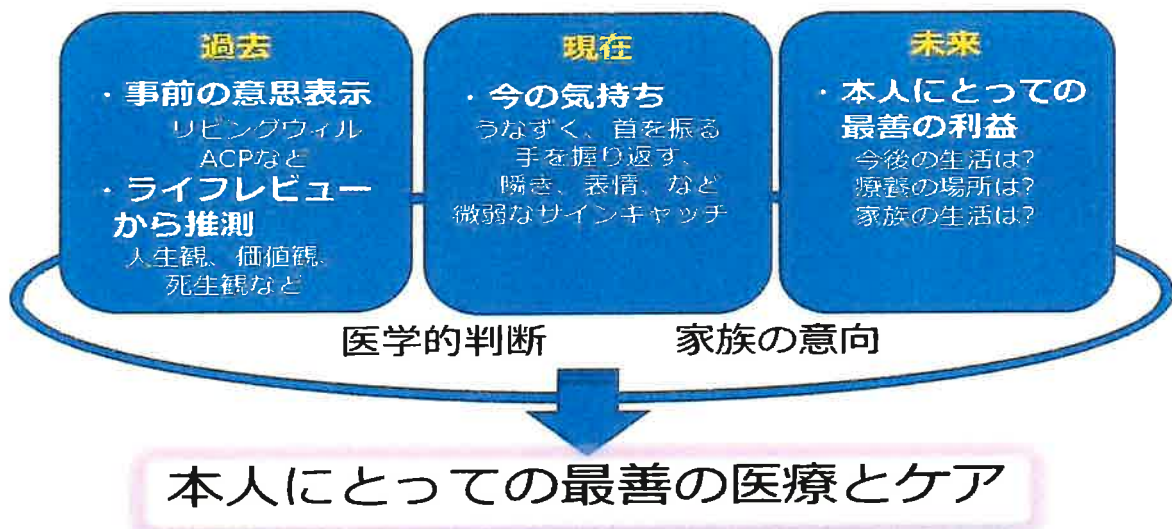 過去
・事前の意思表示
リビングウィル
ACPなど
・ライフレビュー
から推測
人生観、価値観、
死生観など
現在
・今の気持ち
うなずく、首を振る
手を握り返す、
瞬き、表情、など
微弱なサインキャッチ
未来
・本人にとっての
最善の利益
今後の生活は?
療養の場所は?
家族の生活は?
医学的判断
家族の意向
本人にとっての最善の医療とケア